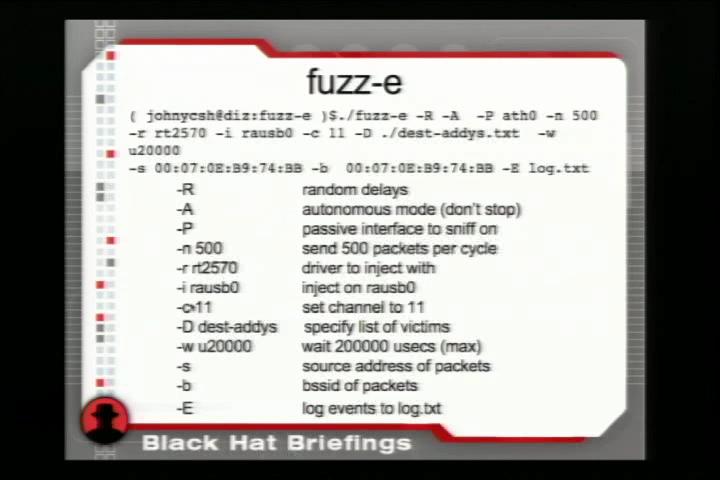 fuzz-e
( johnycsh@diz:fuzz-e )$./fuzz-e -R -A -P ath0 -n 500
-r rt2570 -i rausb0 -c 11 -D ./dest-addys.txt -w
u20000
-s 00:07:0E:B9:74:BB -b 00:07:0E:B9:74:BB -E log.txt
-R random delays
-A autonomous mode (don't stop)
-P passive interface to sniff on
-n 500 send 500 packets per cycle
-r rt2570 driver to inject with
-i rausb0 inject on rausb0
-c 11 set channel to 11
-D dest-addys specify list of victims
-w u20000 wait 200000 usecs (max)
-s source address of packets
-b bssid of packets
-E log events to log.txt
Black Hat Briefings